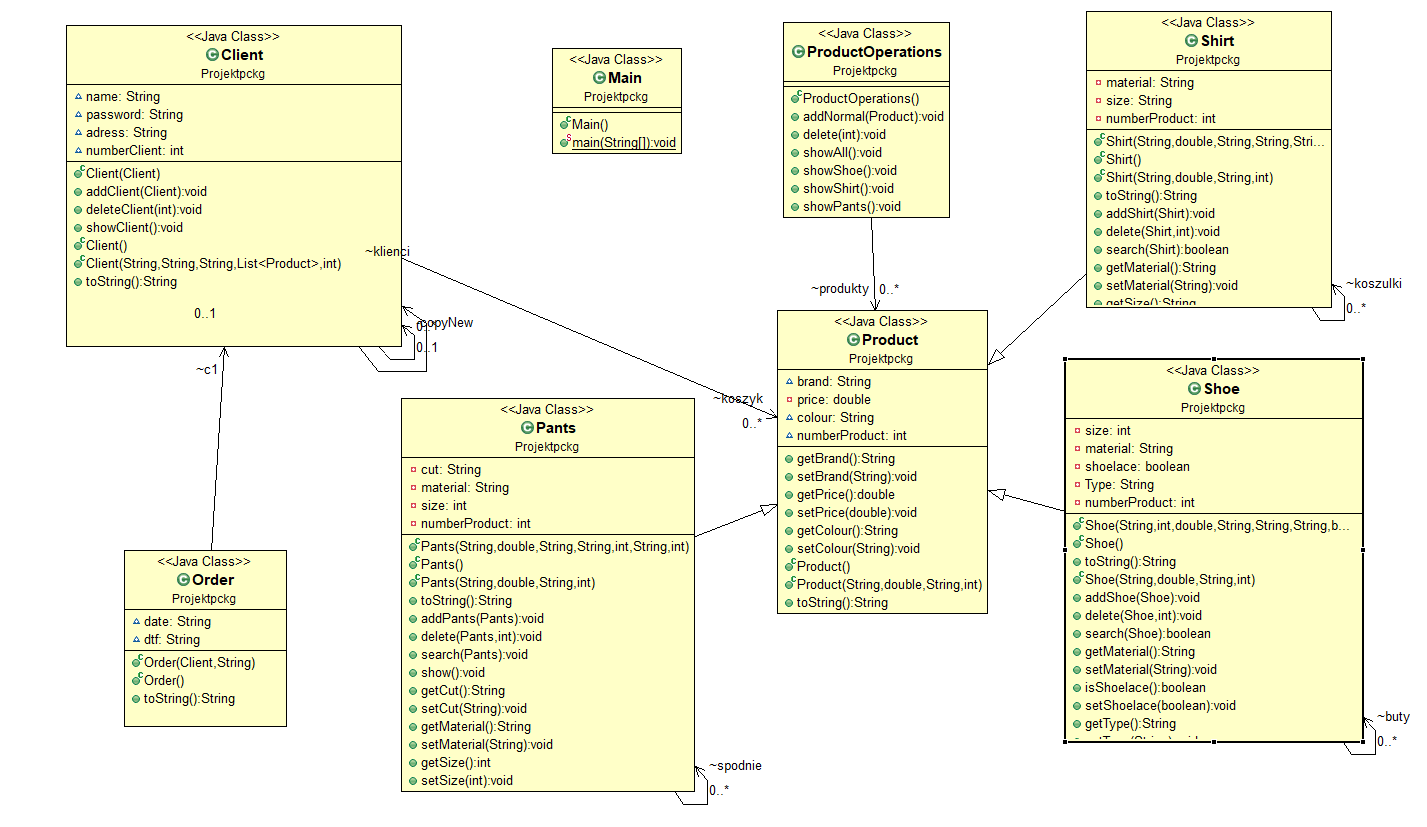 <<Java Class>>
Client
Projektpckg
name: String
password: String
adress: String
numberClient: int
Client(Client)
addClient(Client):void
deleteClient(int):void
showClient():void
Client()
Client(String,String,String,List<Product>,int)
toString():String
0..1
~klienci
copyNew
0..1
~c1
<<Java Class>>
Main
Projektpckg
Main()
main(String[]):void
<<Java Class>>
ProductOperations
Projektpckg
ProductOperations()
addNormal(Product):void
delete(int):void
showAll():void
showShoe():void
showShirt():void
showPants():void
~produkty
0..*
<<Java Class>>
Shirt
Projektpckg
material: String
size: String
numberProduct: int
Shirt(String,double,String,String,Stri...
Shirt()
Shirt(String,double,String,int)
toString():String
addShirt(Shirt):void
delete(Shirt,int):void
search(Shirt):boolean
getMaterial():String
setMaterial(String):void
getSize():String
~koszulki
0..*
<<Java Class>>
Product
Projektpckg
brand: String
price: double
colour: String
numberProduct: int
getBrand():String
setBrand(String):void
getPrice():double
setPrice(double):void
getColour():String
setColour(String):void
Product()
Product(String,double,String,int)
toString():String
~koszyk
0..*
<<Java Class>>
Shoe
Projektpckg
size: int
material: String
shoelace: boolean
Type: String
numberProduct: int
Shoe(String,int,double,String,String,String,b...
Shoe()
toString():String
Shoe(String,double,String,int)
addShoe(Shoe):void
delete(Shoe,int):void
search(Shoe):boolean
getMaterial():String
setMaterial(String):void
isShoelace():boolean
setShoelace(boolean):void
getType():String
~buty
0..*
<<Java Class>>
Pants
Projektpckg
cut: String
material: String
size: int
numberProduct: int
Pants(String,double,String,String,int,String,int)
Pants()
Pants(String,double,String,int)
toString():String
addPants(Pants):void
delete(Pants,int):void
search(Pants):void
show():void
getCut():String
setCut(String):void
getMaterial():String
setMaterial(String):void
getSize():int
setSize(int):void
~spodnie
0..*
<<Java Class>>
Order
Projektpckg
date: String
dtf: String
Order(Client,String)
Order()
toString():String